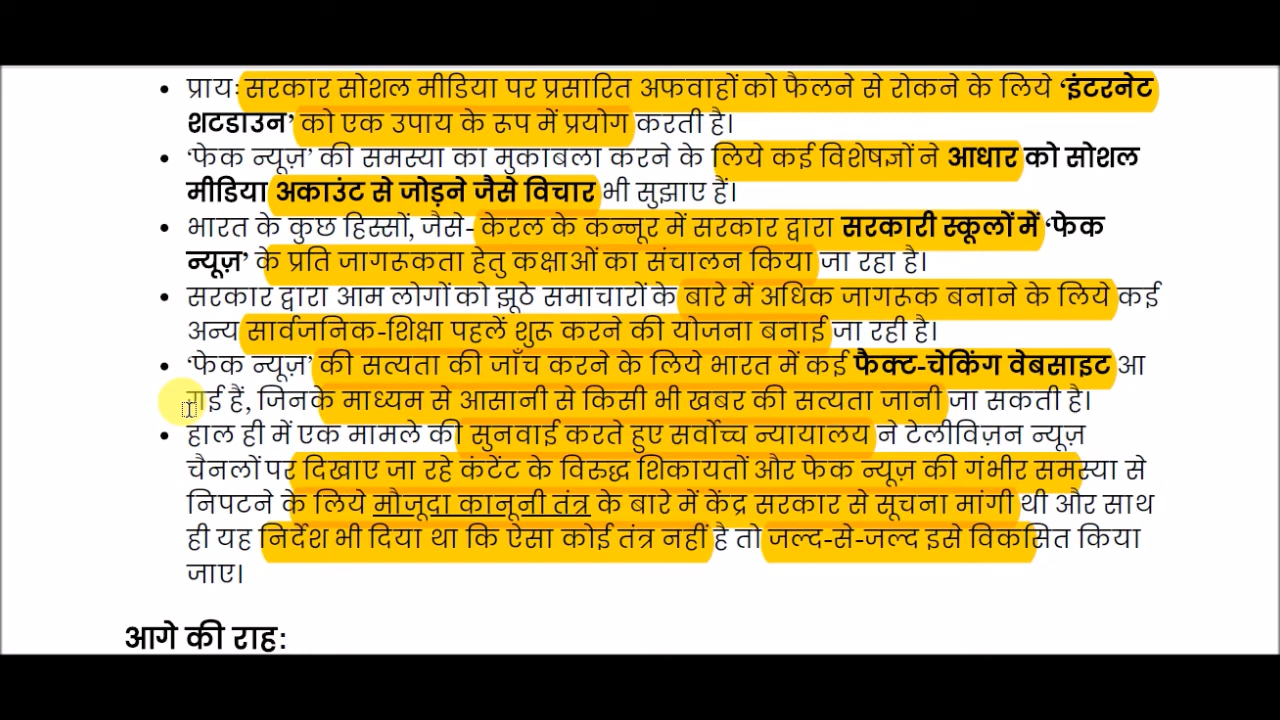 • प्रायः सरकार सोशल मीडिया पर प्रसारित अफवाहों को फैलने से रोकने के लिये ‘इंटरनेट
शटडाउन’ को एक उपाय के रूप में प्रयोग करती है।
• ‘फेक न्यूज़’ की समस्या का मुकाबला करने के लिये कई विशेषज्ञों ने आधार को सोशल
मीडिया अकाउंट से जोड़ने जैसे विचार भी सुझाए हैं।
• भारत के कुछ हिस्सों, जैसे- केरल के कन्नूर में सरकार द्वारा सरकारी स्कूलों में ‘फेक
न्यूज़’ के प्रति जागरूकता हेतु कक्षाओं का संचालन किया जा रहा है।
• सरकार द्वारा आम लोगों को झूठे समाचारों के बारे में अधिक जागरूक बनाने के लिये कई
अन्य सार्वजनिक-शिक्षा पहलें शुरू करने की योजना बनाई जा रही है।
• ‘फेक न्यूज़’ की सत्यता की जाँच करने के लिये भारत में कई फैक्ट-चेकिंग वेबसाइट आ
गई हैं, जिनके माध्यम से आसानी से किसी भी खबर की सत्यता जानी जा सकती है।
• हाल ही में एक मामले की सुनवाई करते हुए सर्वोच्च न्यायालय ने टेलीविज़न न्यूज़
चैनलों पर दिखाए जा रहे कंटेंट के विरुद्ध शिकायतों और फेक न्यूज़ की गंभीर समस्या से
निपटने के लिये मौजूदा कानूनी तंत्र के बारे में केंद्र सरकार से सूचना मांगी थी और साथ
ही यह निर्देश भी दिया था कि ऐसा कोई तंत्र नहीं है तो जल्द-से-जल्द इसे विकसित किया
जाए।
आगे की राह: